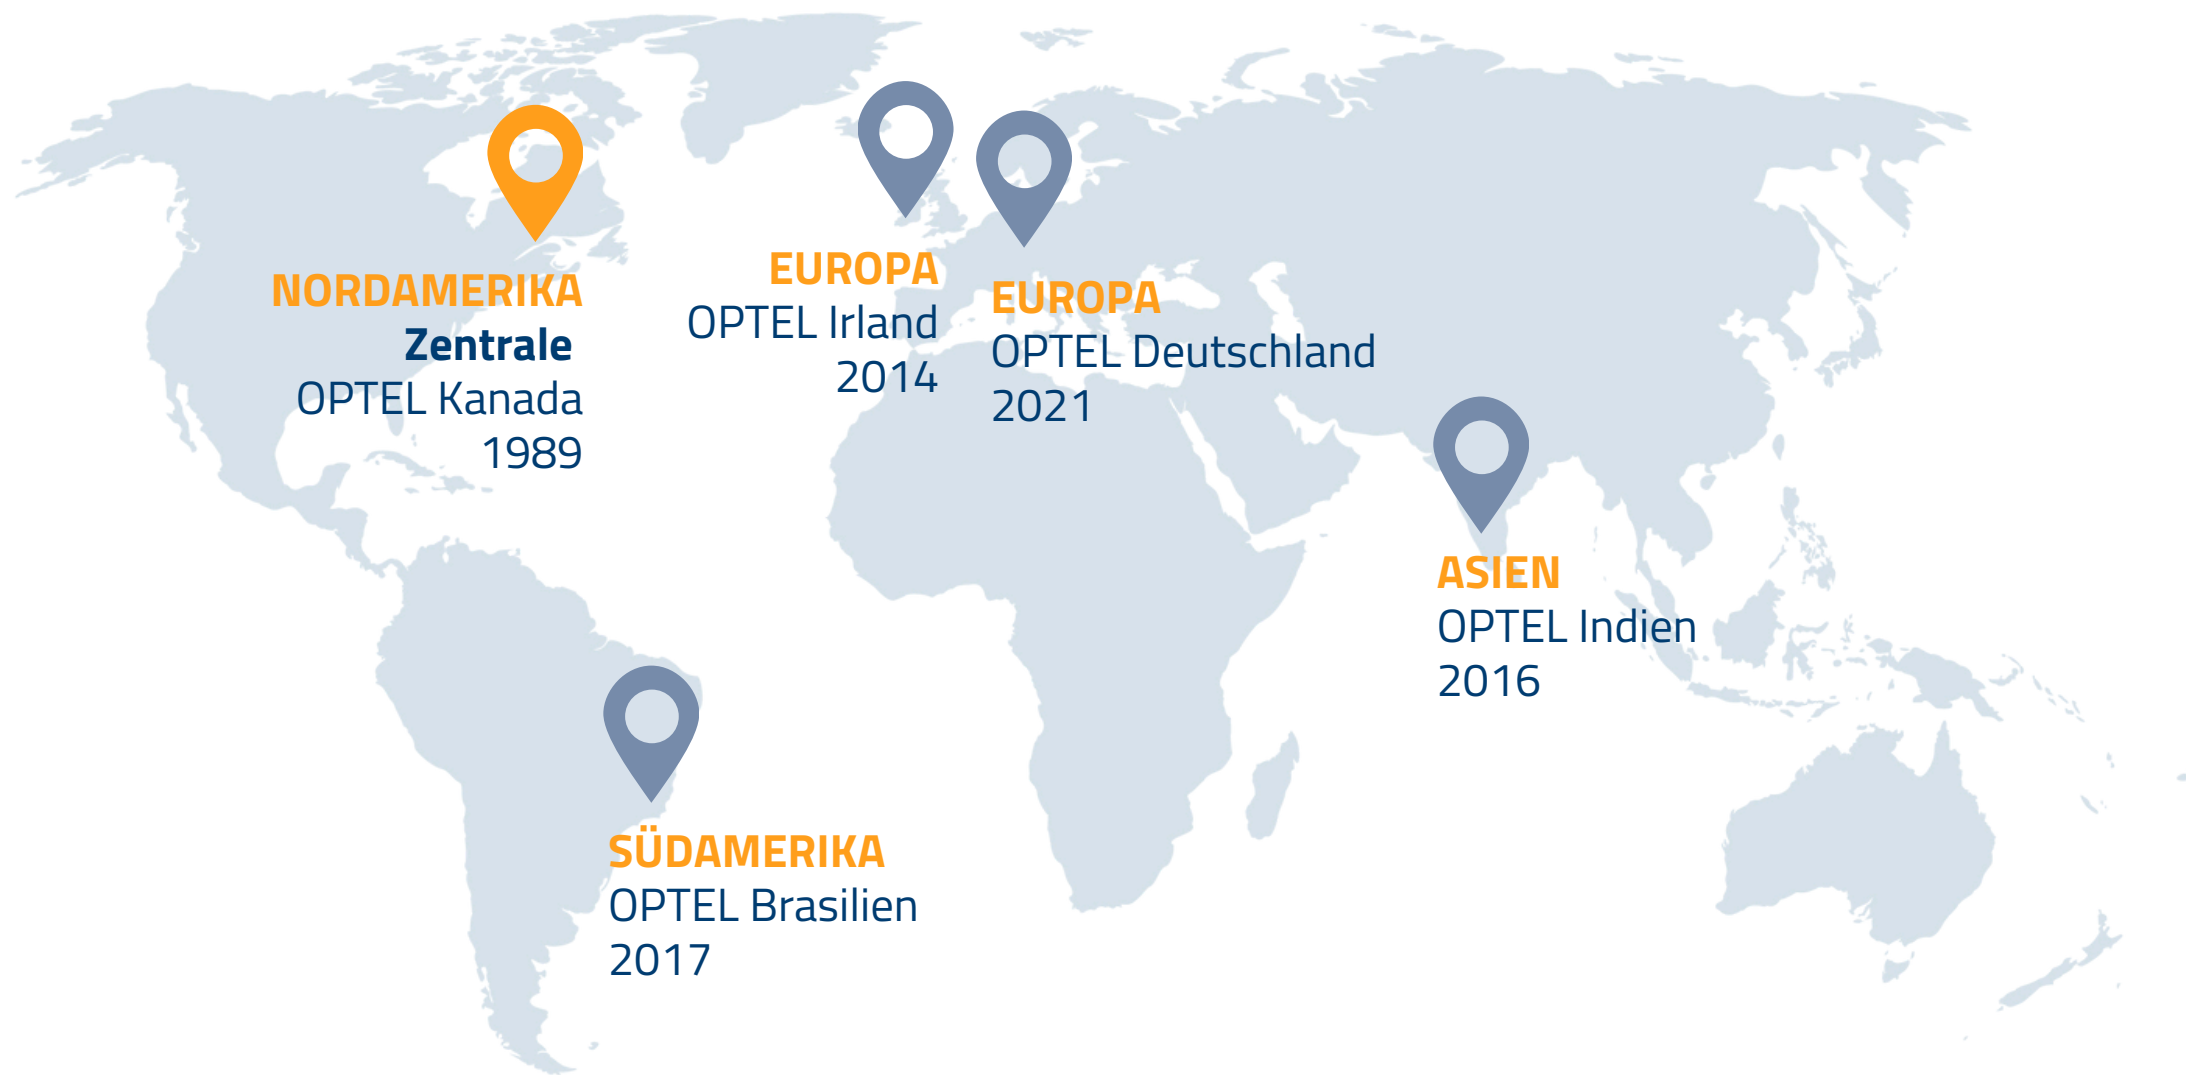 NORDAMERIKA
Zentrale
OPTEL Kanada
1989
EUROPA
OPTEL Irland
2014
EUROPA
OPTEL Deutschland
2021
ASIEN
OPTEL Indien
2016
SÜDAMERIKA
OPTEL Brasilien
2017